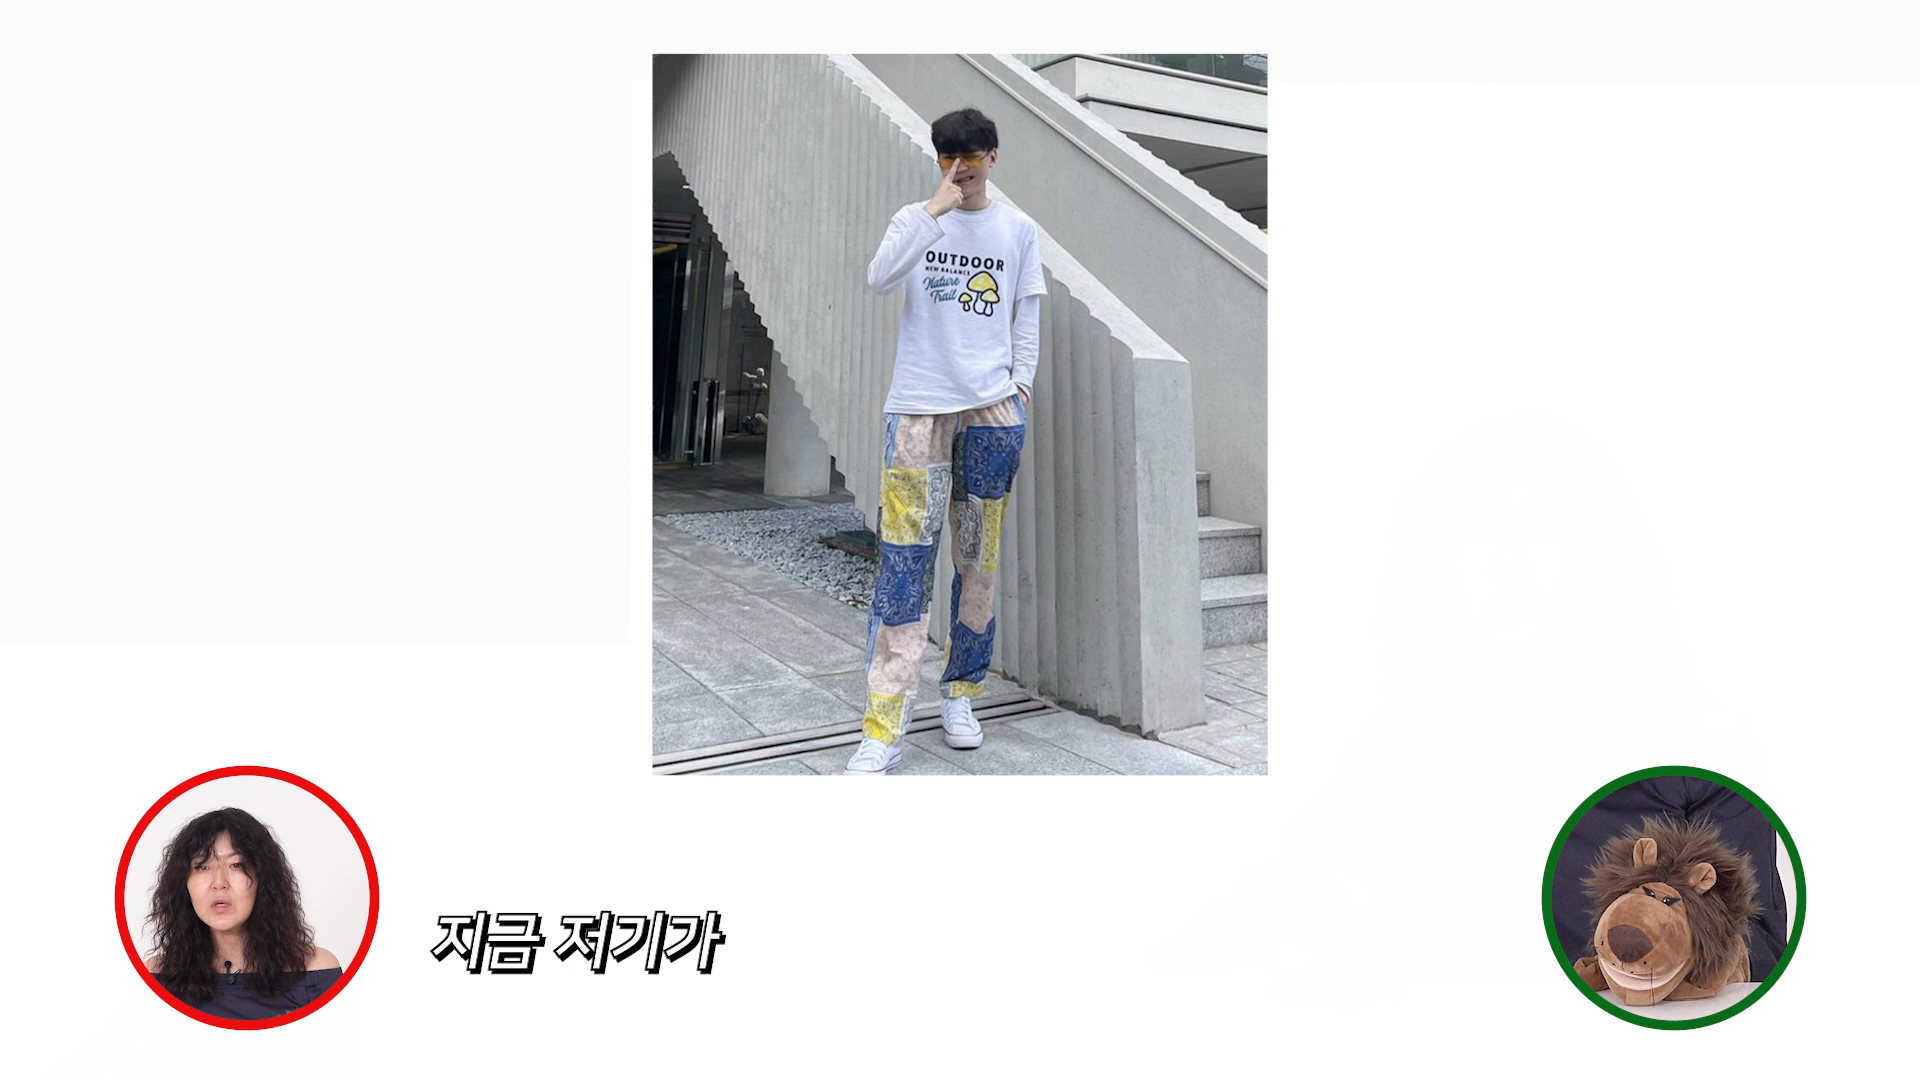 OUTDOOR
NEW BALANCE
Nature
Trail
지금 저기가